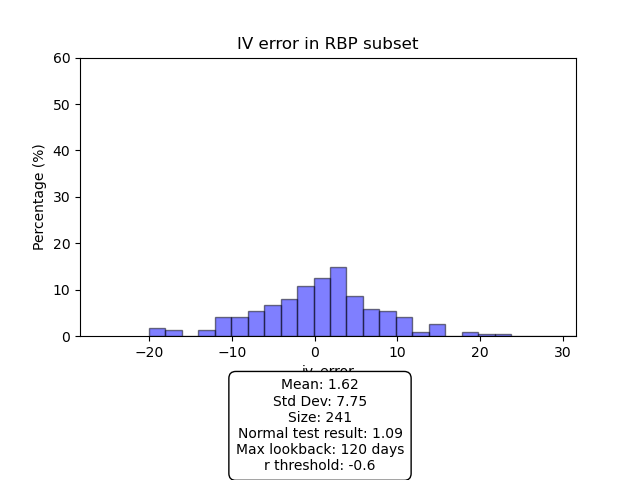 IV error in RBP subset
60
50
40
30
20
10
0
Percentage (%)
−20
−10
0
10
20
30
iv_error
Mean: 1.62
Std Dev: 7.75
Size: 241
Normal test result: 1.09
Max lookback: 120 days
r threshold: -0.6